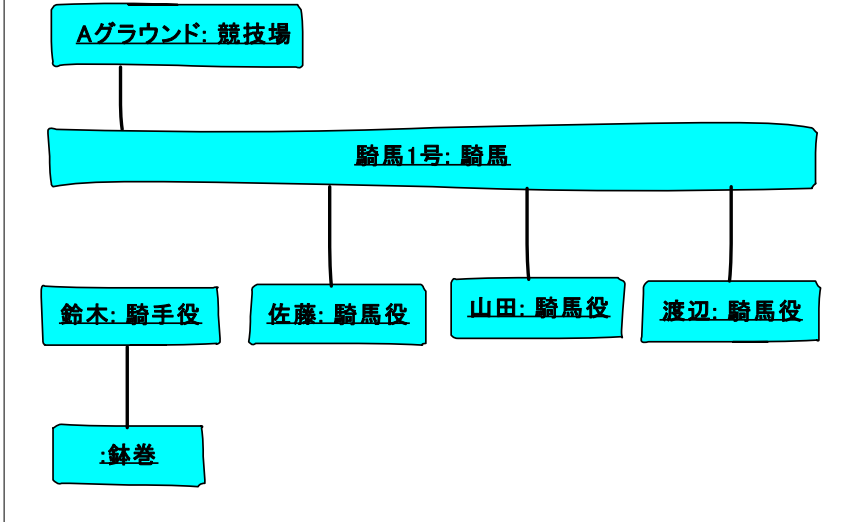 Aグラウンド: 競技場
騎馬1号: 騎馬
鈴木: 騎手役
佐藤: 騎馬役
山田: 騎馬役
渡辺: 騎馬役
:鉢巻